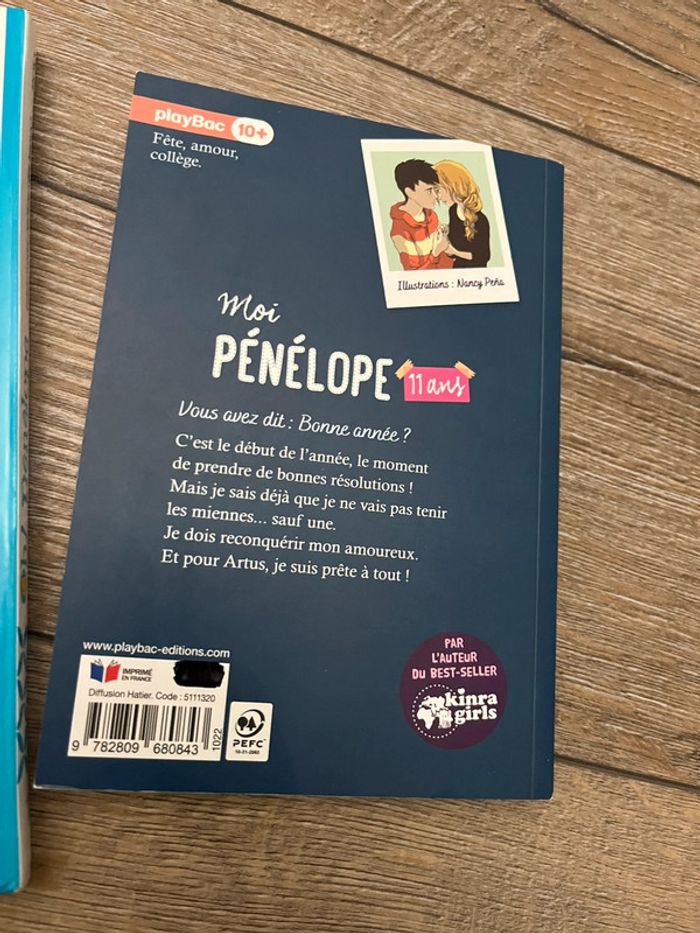 playBac 10+
Fête, amour,
collège.
Illustrations : Nancy Peña
Moi
PÉNÉLOPE 11 ans
Vous avez dit : Bonne année ?
C'est le début de l'année, le moment
de prendre de bonnes résolutions !
Mais je sais déjà que je ne vais pas tenir
les miennes... sauf une.
Je dois reconquérir mon amoureux.
Et pour Artus, je suis prête à tout !
www.playbac-editions.com
IMPRIMÉ
EN FRANCE
Diffusion Hatier. Code : 5111320
9 782809 680843
1022
PEFC
PAR
L'AUTEUR
DU BEST-SELLER
kinra
girls